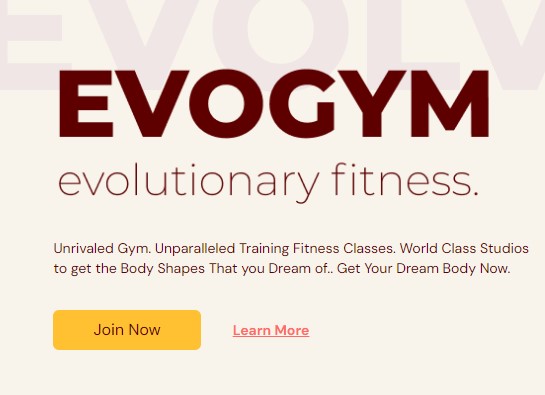 EVOLV
EVOGYM
evolutionary fitness.
Unrivaled Gym. Unparalleled Training Fitness Classes. World Class Studios
to get the Body Shapes That you Dream of.. Get Your Dream Body Now.
Join Now
Learn More